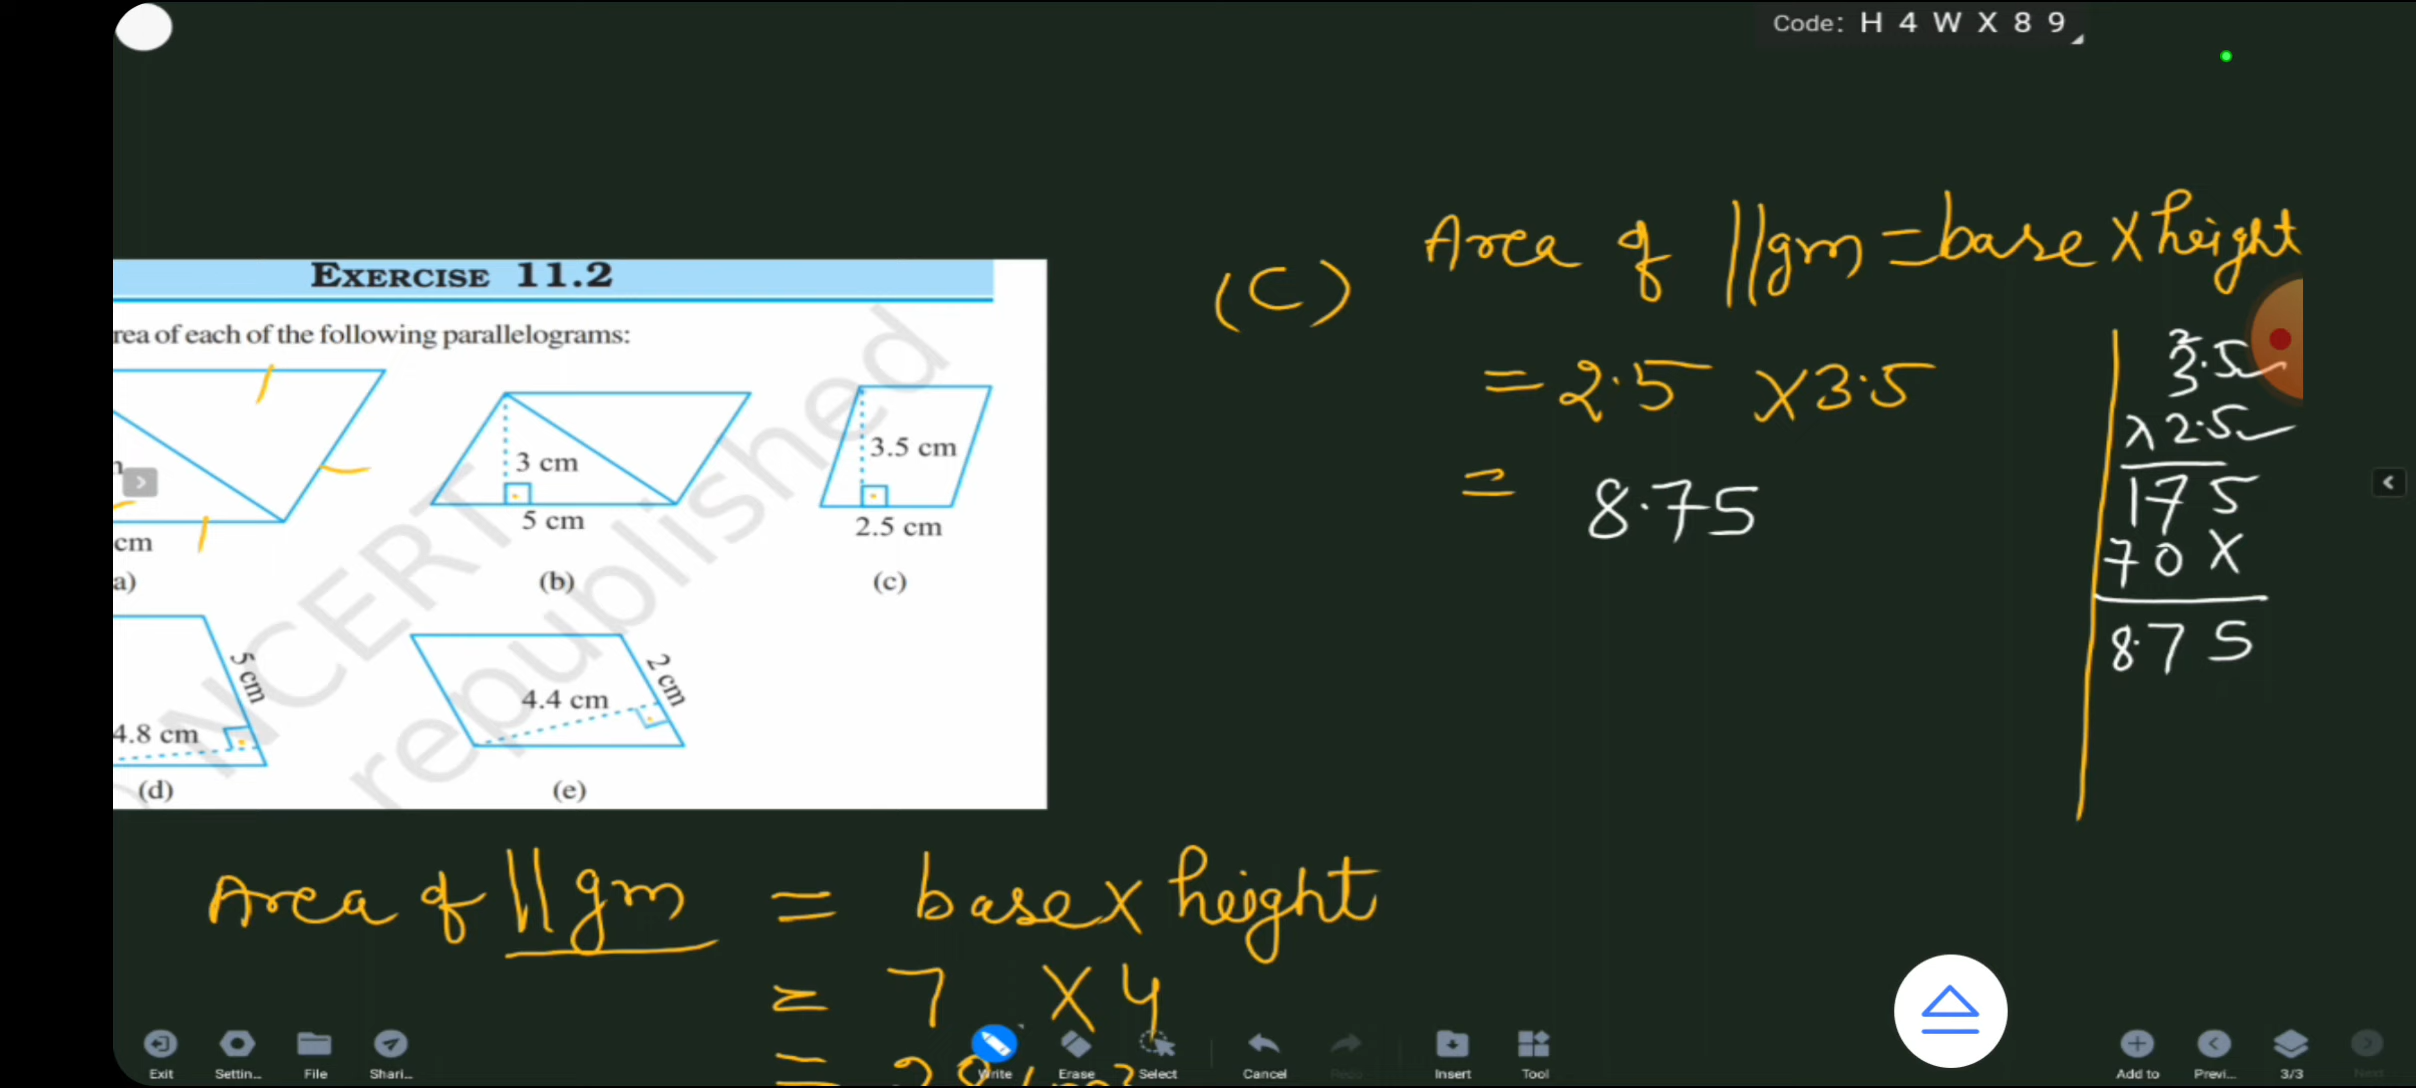 Code: H 4 W X 8 9
EXERCISE 11.2
rea of each of the following parallelograms:
3 cm
5 cm
3.5 cm
2.5 cm
cm
a)
(b)
(c)
5 cm
4.8 cm
(d)
4.4 cm
2 cm
(e)
NCERT
republished
(C)
Area of ||gm = base X height
= 2.5 X 3.5
= 8.75
2
3.5
X 2.5
175
70 X
8.75
Area of ||gm = base x height
= 7 X 4
Exit
Settin...
File
Shari...
Write
Erase
Select
Cancel
Redo
Insert
Tool
Add to
Previ...
3/3
Next